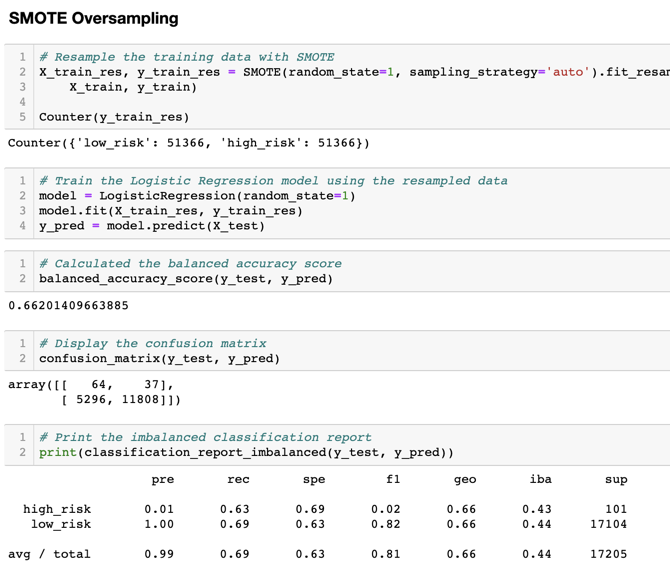 SMOTE Oversampling
1 # Resample the training data with SMOTE
2 X_train_res, y_train_res = SMOTE(random_state=1, sampling_strategy='auto').fit_resam
3 X_train, y_train)
4
5 Counter(y_train_res)
Counter({'low_risk': 51366, 'high_risk': 51366})
1 # Train the Logistic Regression model using the resampled data
2 model = LogisticRegression(random_state=1)
3 model.fit(X_train_res, y_train_res)
4 y_pred = model.predict(X_test)
1 # Calculated the balanced accuracy score
2 balanced_accuracy_score(y_test, y_pred)
0.66201409663885
1 # Display the confusion matrix
2 confusion_matrix(y_test, y_pred)
array([[ 64, 37],
[ 5296, 11808]])
1 # Print the imbalanced classification report
2 print(classification_report_imbalanced(y_test, y_pred))
pre rec spe f1 geo iba sup
high_risk 0.01 0.63 0.69 0.02 0.66 0.43 101
low_risk 1.00 0.69 0.63 0.82 0.66 0.44 17104
avg / total 0.99 0.69 0.63 0.81 0.66 0.44 17205